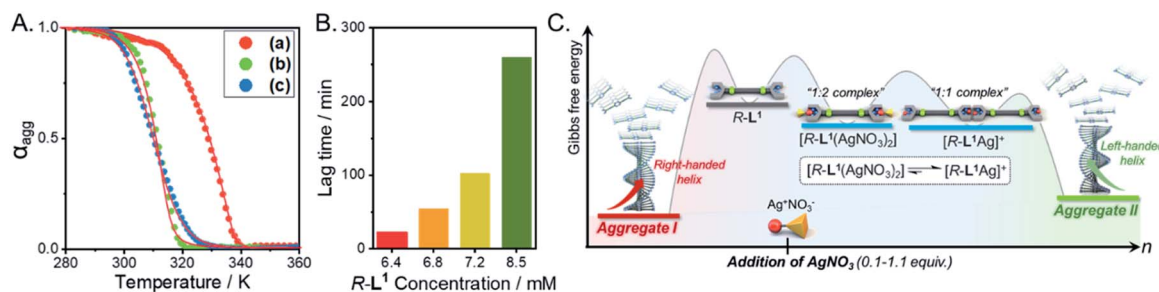 A.
1.0
0.5
0.0
α_agg
280 300 320 340 360
Temperature / K
(a)
(b)
(c)
B.
300
200
100
0
Lag time / min
6.4 6.8 7.2 8.5
R-L¹ Concentration / mM
C.
Gibbs free energy
Right-handed
helix
Aggregate I
R-L¹
"1:2 complex"
[R-L¹(AgNO₃)₂]
"1:1 complex"
[R-L¹Ag]⁺
[R-L¹(AgNO₃)₂] ⇌ [R-L¹Ag]⁺
Left-handed
helix
Aggregate II
Ag⁺NO₃⁻
n
Addition of AgNO₃ (0.1-1.1 equiv.)